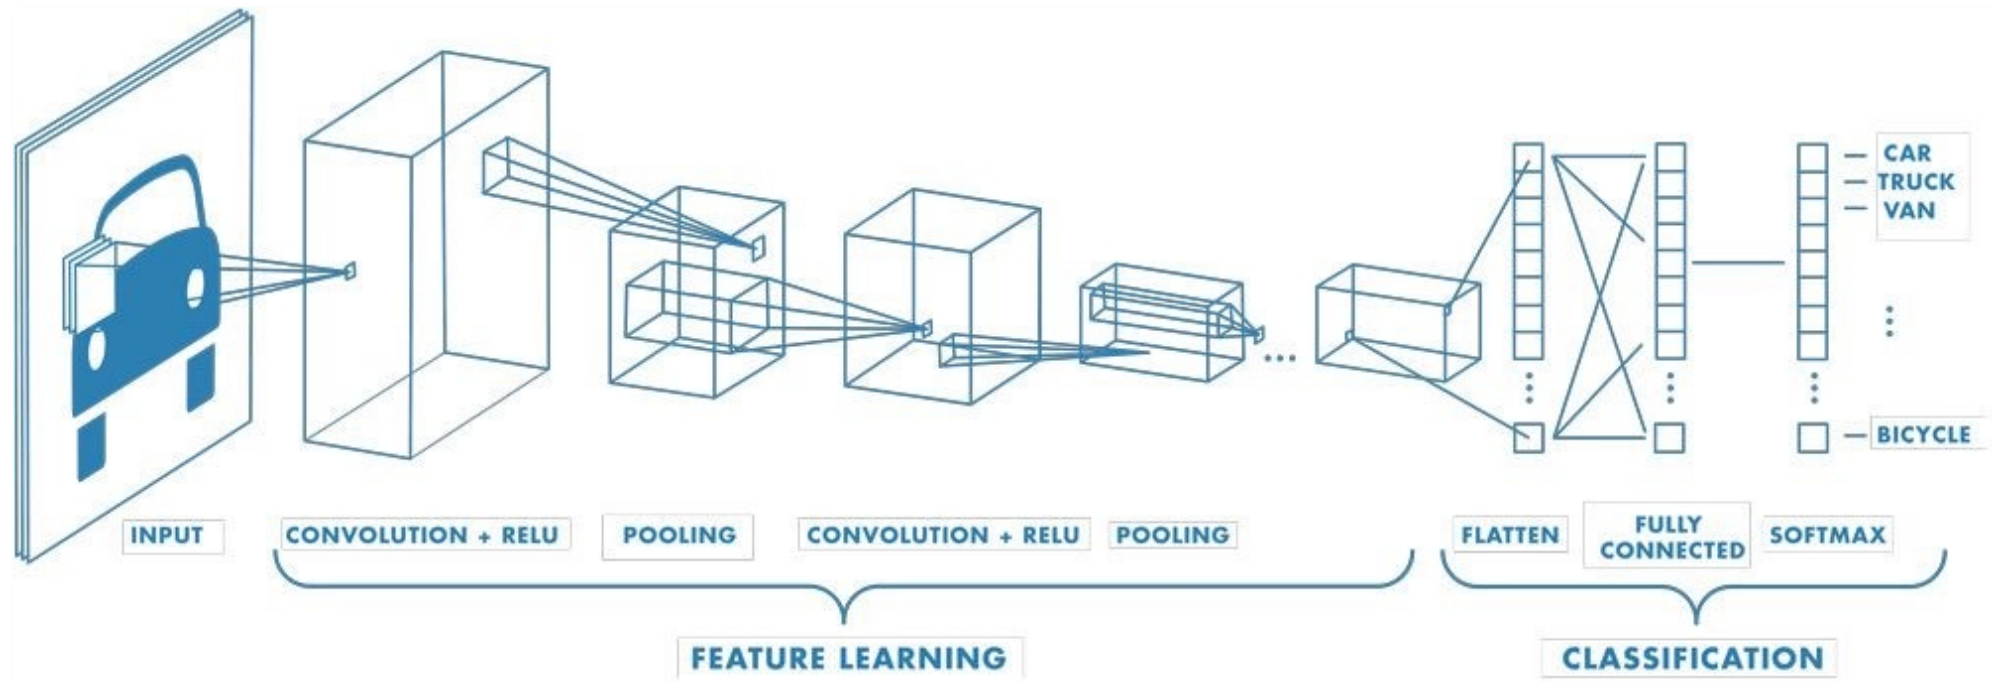 CAR
TRUCK
VAN
BICYCLE
INPUT
CONVOLUTION + RELU
POOLING
CONVOLUTION + RELU
POOLING
FLATTEN
FULLY
CONNECTED
SOFTMAX
FEATURE LEARNING
CLASSIFICATION